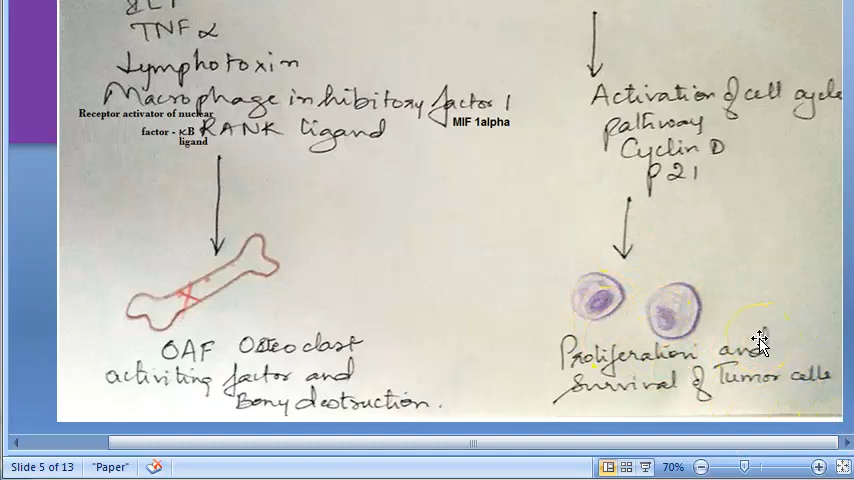 TNF α
Lymphotoxin
Macrophage inhibitory factor 1
Receptor activator of nuclear
factor - κB
ligand
RANK ligand
MIF 1alpha
OAF Osteoclast
activiting factor and
Bony destruction.
Activation of cell cycle
pathway
Cyclin D
p21
Proliferation and
Survival of Tumor cells
Slide 5 of 13
"Paper"
70%